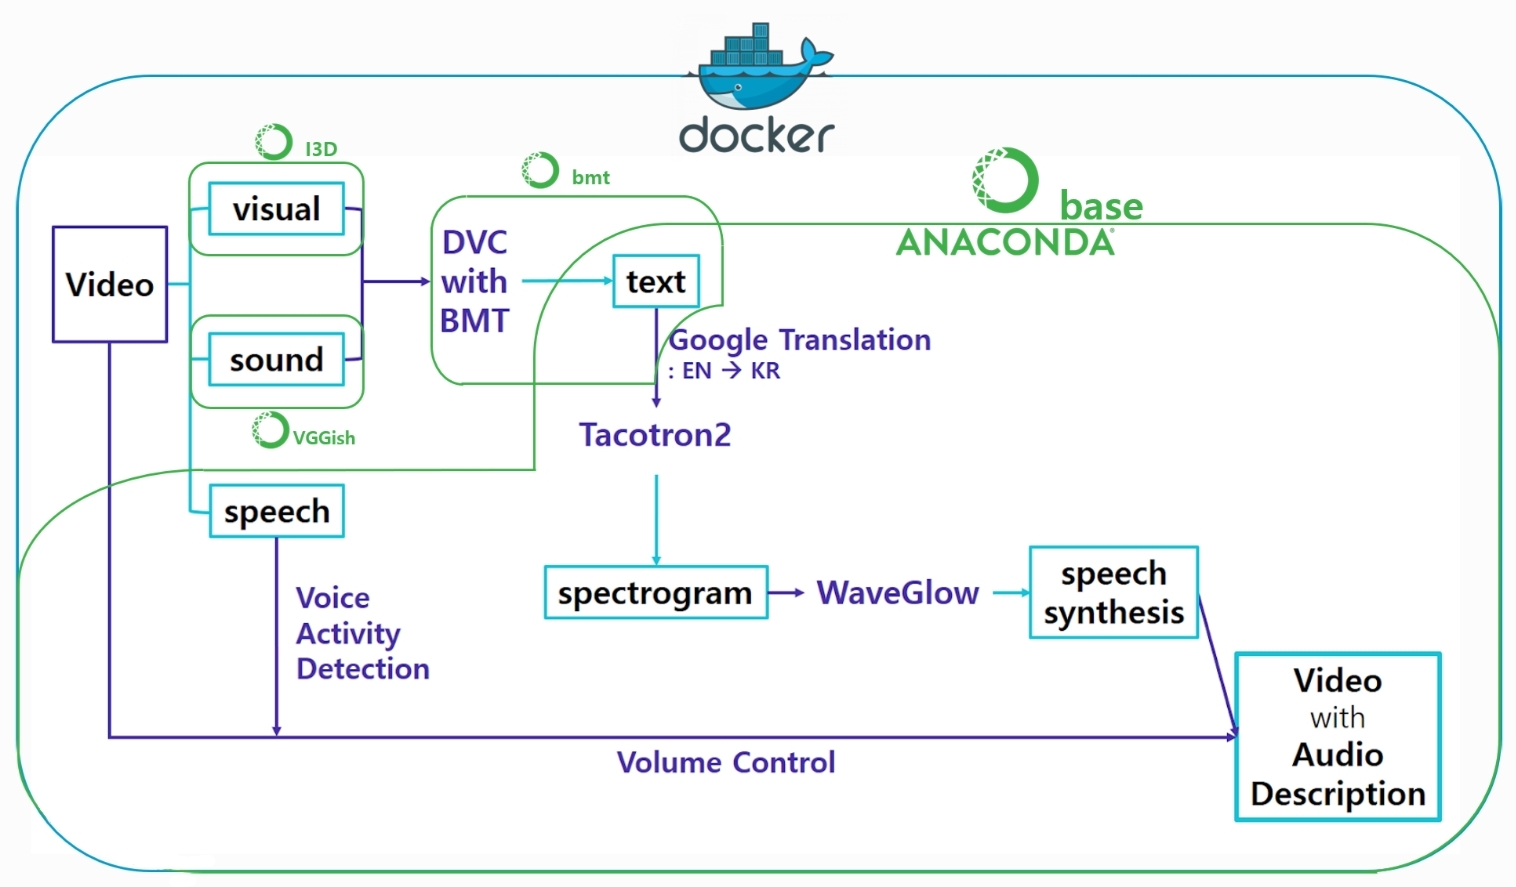 docker
I3D
visual
bmt
base
ANACONDA
Video
DVC
with
BMT
text
Google Translation
: EN → KR
sound
VGGish
Tacotron2
speech
spectrogram
WaveGlow
speech
synthesis
Voice
Activity
Detection
Volume Control
Video
with
Audio
Description